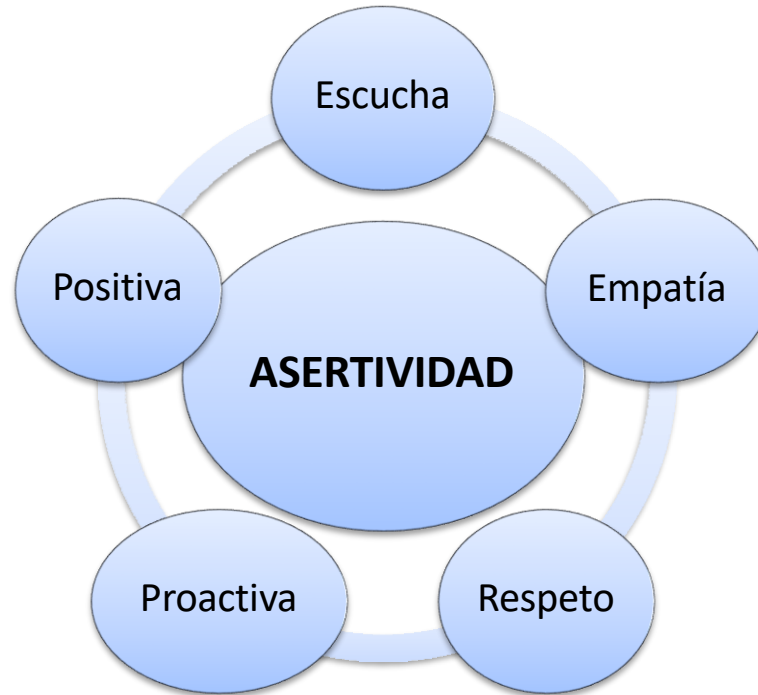 Escucha
Empatía
Respeto
Proactiva
Positiva
ASERTIVIDAD